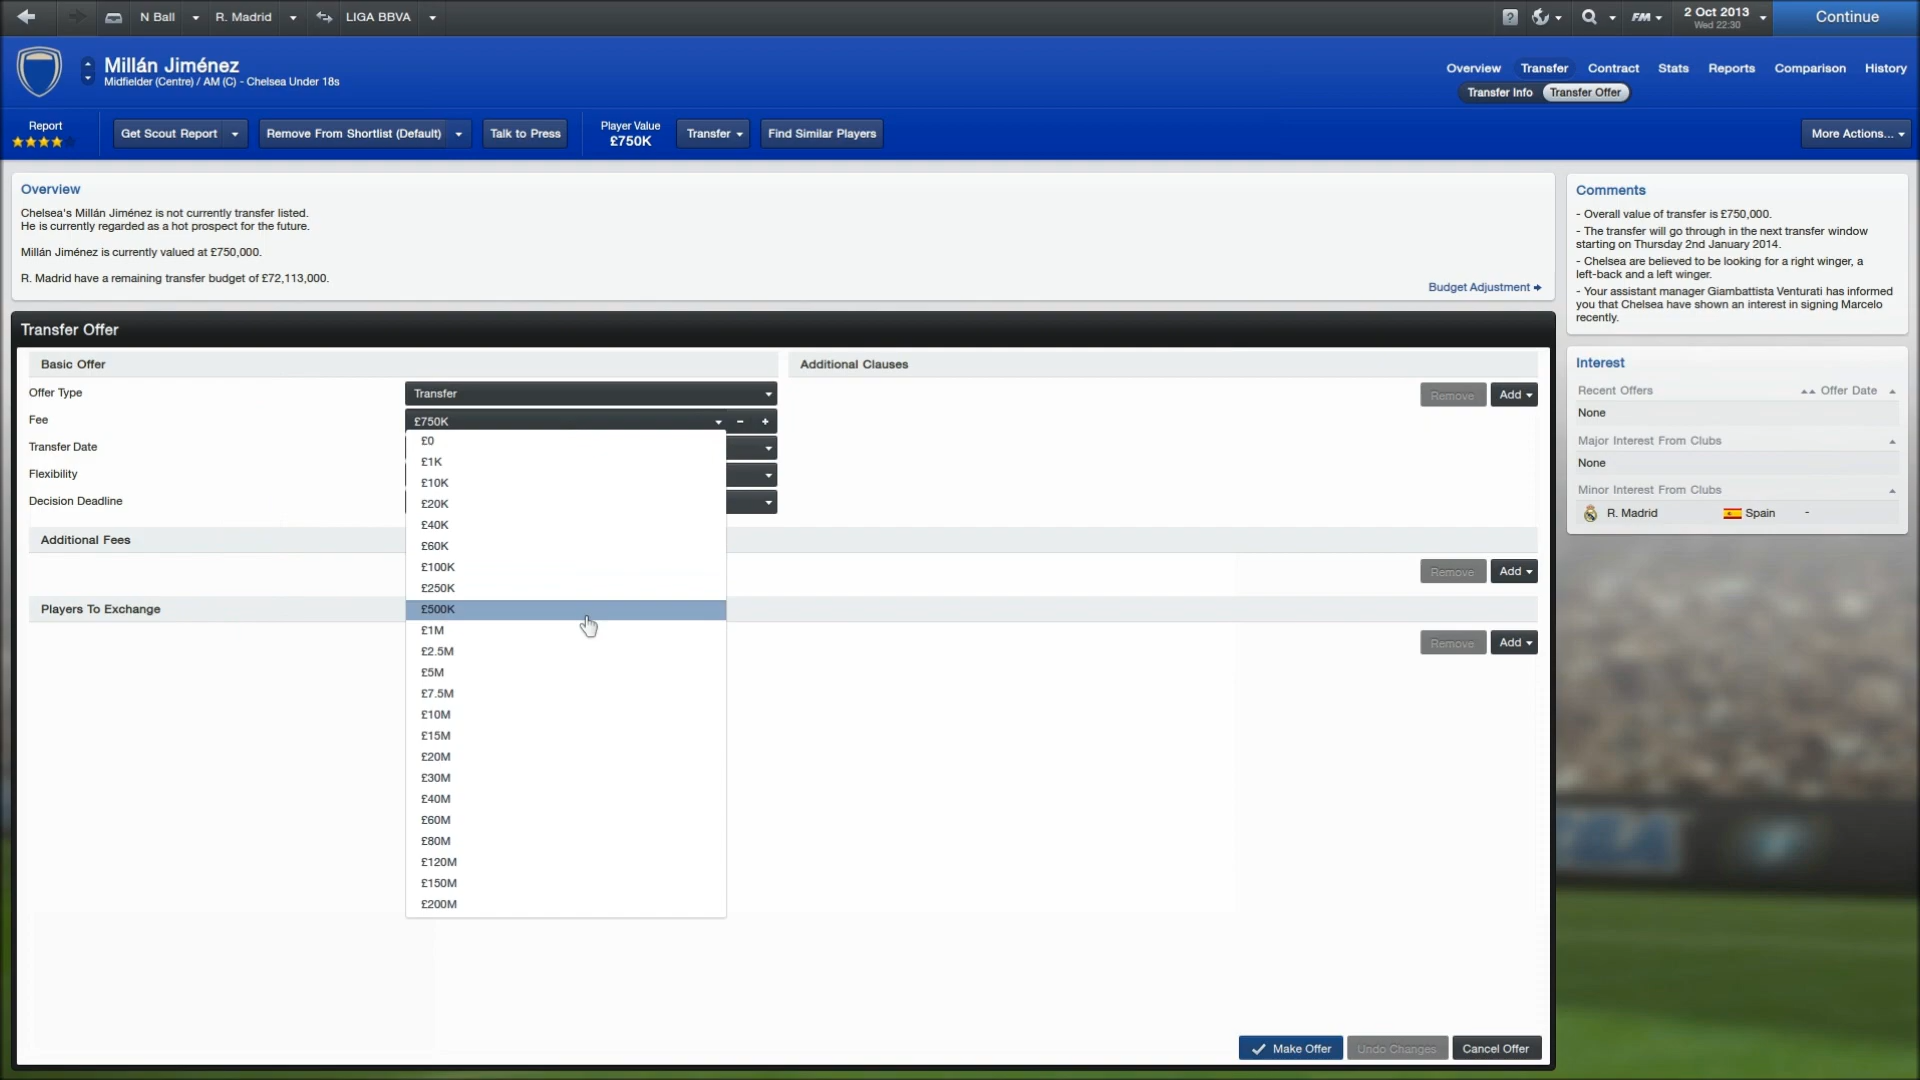 N Ball
R. Madrid
LIGA BBVA
?
FM
2 Oct 2013
Wed 22:30
Continue
Millán Jiménez
Midfielder (Centre) / AM (C) - Chelsea Under 18s
Overview
Transfer
Contract
Stats
Reports
Comparison
History
Transfer Info
Transfer Offer
Report
Get Scout Report
Remove From Shortlist (Default)
Talk to Press
Player Value
£750K
Transfer
Find Similar Players
More Actions...
Overview
Chelsea's Millán Jiménez is not currently transfer listed.
He is currently regarded as a hot prospect for the future.
Millán Jiménez is currently valued at £750,000.
R. Madrid have a remaining transfer budget of £72,113,000.
Budget Adjustment
Comments
- Overall value of transfer is £750,000.
- The transfer will go through in the next transfer window
starting on Thursday 2nd January 2014.
- Chelsea are believed to be looking for a right winger, a
left-back and a left winger.
- Your assistant manager Giambattista Venturati has informed
you that Chelsea have shown an interest in signing Marcelo
recently.
Transfer Offer
Basic Offer
Additional Clauses
Offer Type
Transfer
Remove
Add
Fee
£750K
- +
Transfer Date
Flexibility
Decision Deadline
£0
£1K
£10K
£20K
£40K
£60K
£100K
£250K
£500K
£1M
£2.5M
£5M
£7.5M
£10M
£15M
£20M
£30M
£40M
£60M
£80M
£120M
£150M
£200M
Additional Fees
Remove
Add
Players To Exchange
Remove
Add
Interest
Recent Offers
Offer Date
None
Major Interest From Clubs
None
Minor Interest From Clubs
R. Madrid
Spain
-
Make Offer
Undo Changes
Cancel Offer